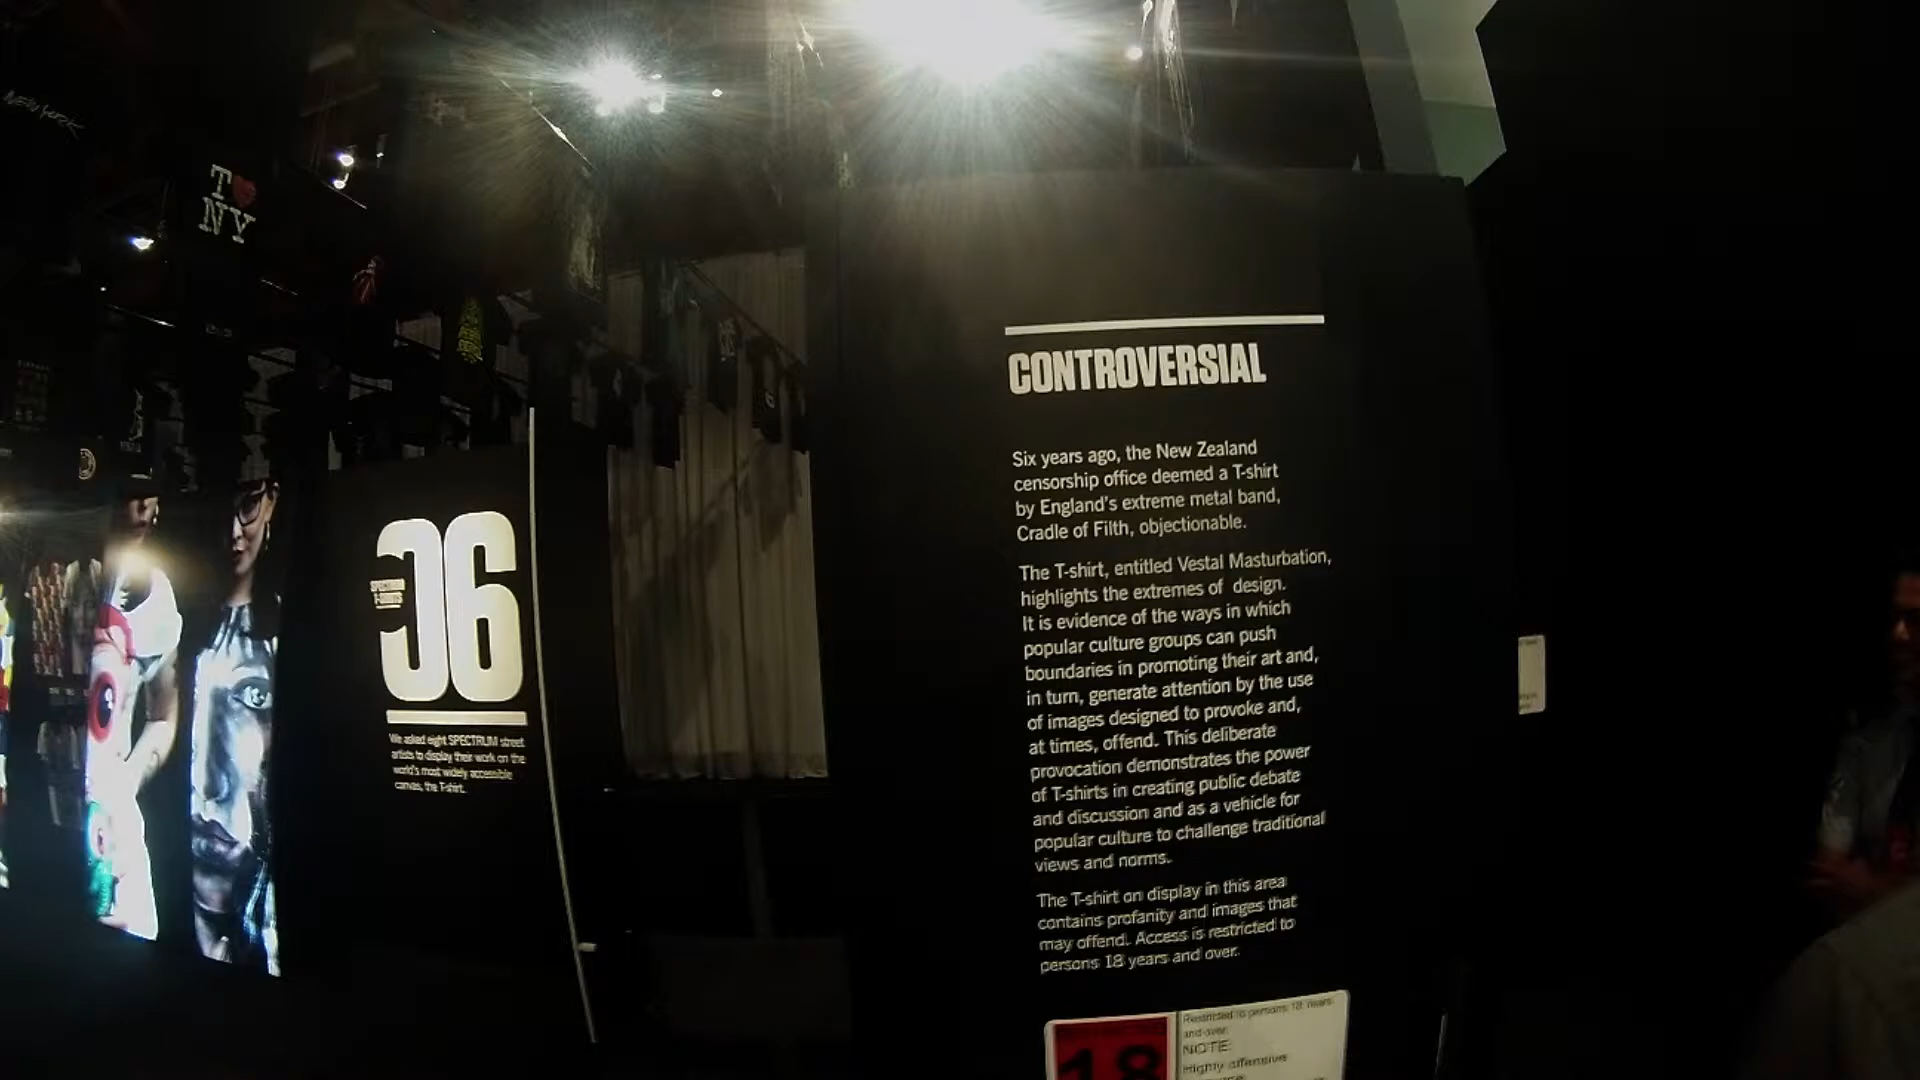 NEW YORK
T
NY
06
SPECTRUM
T-SHIRTS
We asked eight SPECTRUM street
artists to display their work on the
world's most widely accessible
canvas, the T-shirt.
CONTROVERSIAL
Six years ago, the New Zealand
censorship office deemed a T-shirt
by England's extreme metal band,
Cradle of Filth, objectionable.
The T-shirt, entitled Vestal Masturbation,
highlights the extremes of design.
It is evidence of the ways in which
popular culture groups can push
boundaries in promoting their art and,
in turn, generate attention by the use
of images designed to provoke and,
at times, offend. This deliberate
provocation demonstrates the power
of T-shirts in creating public debate
and discussion and as a vehicle for
popular culture to challenge traditional
views and norms.
The T-shirt on display in this area
contains profanity and images that
may offend. Access is restricted to
persons 18 years and over.
18
Restricted to persons 18 Years
and over.
NOTE:
Highly offensive